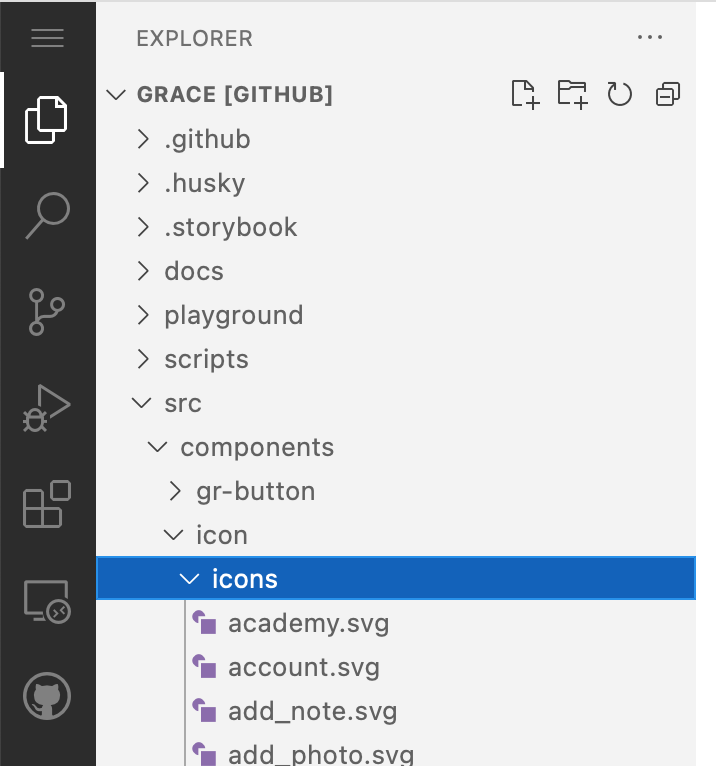 EXPLORER
GRACE [GITHUB]
.github
.husky
.storybook
docs
playground
scripts
src
components
gr-button
icon
icons
academy.svg
account.svg
add_note.svg
add_photo.svg